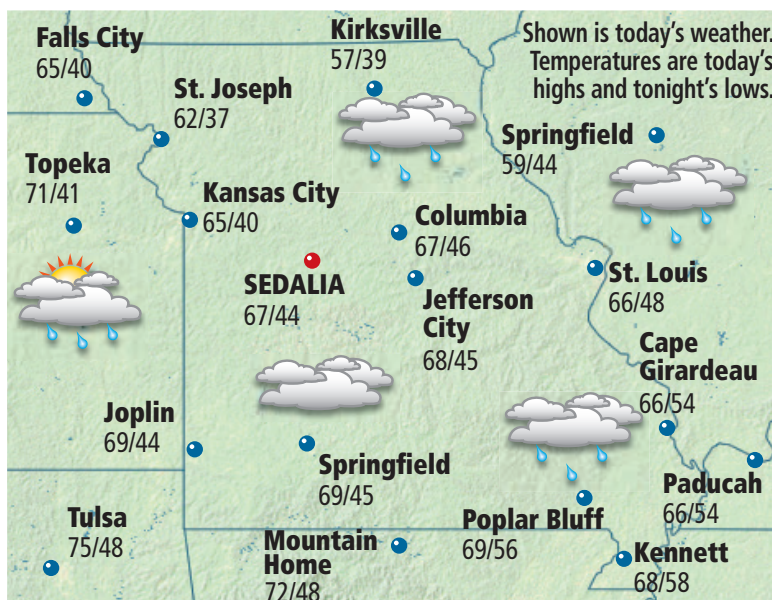 Falls City
65/40
Kirksville
57/39
Shown is today's weather.
Temperatures are today's
highs and tonight's lows.
St. Joseph
62/37
Springfield
59/44
Topeka
71/41
Kansas City
65/40
Columbia
67/46
SEDALIA
67/44
Jefferson
City
68/45
St. Louis
66/48
Cape
Girardeau
66/54
Joplin
69/44
Springfield
69/45
Paducah
66/54
Tulsa
75/48
Mountain
Home
72/48
Poplar Bluff
69/56
Kennett
68/58